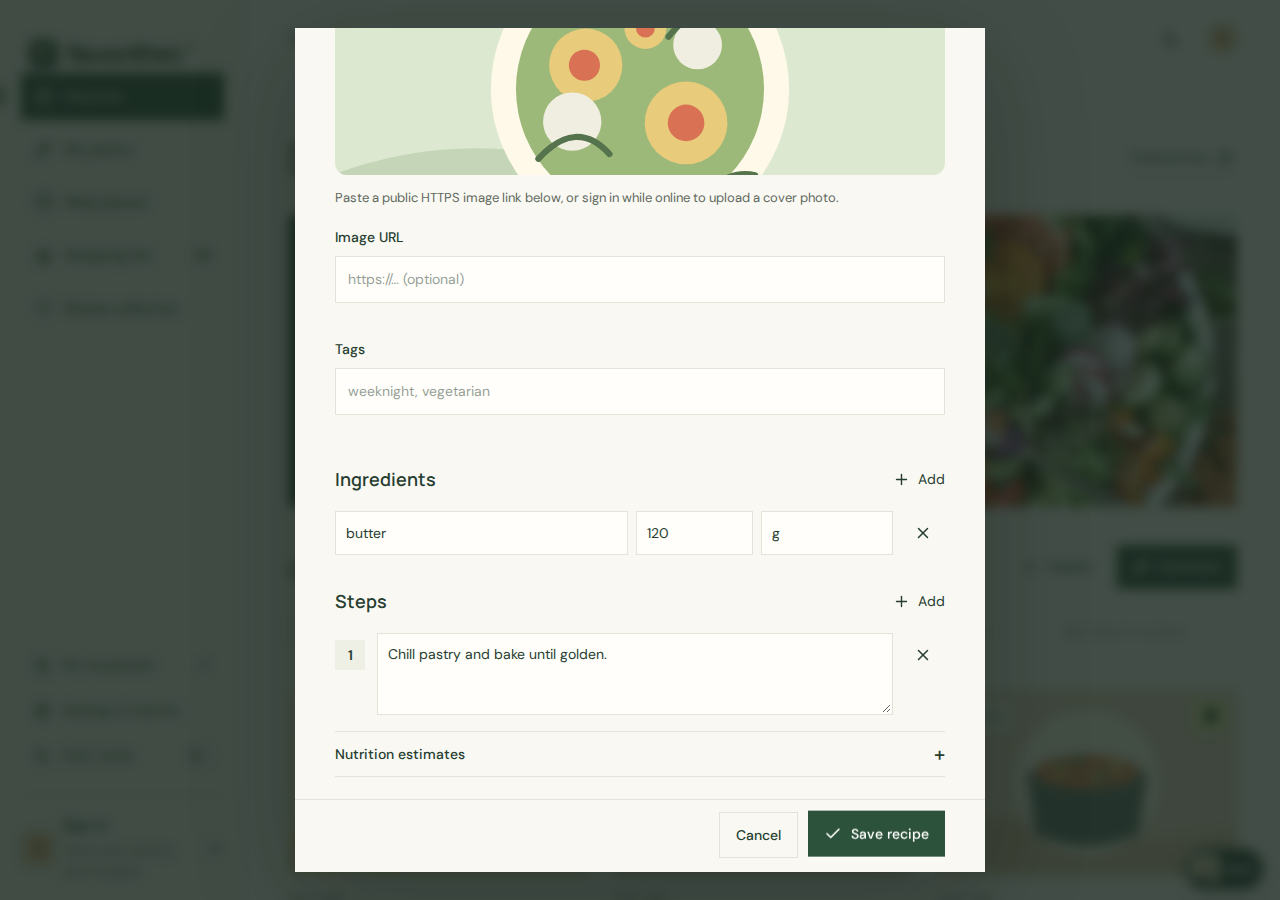 Paste a public HTTPS image link below, or sign in while online to upload a cover photo.
Image URL
https://… (optional)
Tags
weeknight, vegetarian
Ingredients
+ Add
butter
120
g
Steps
+ Add
1
Chill pastry and bake until golden.
Nutrition estimates
+
Cancel
Save recipe